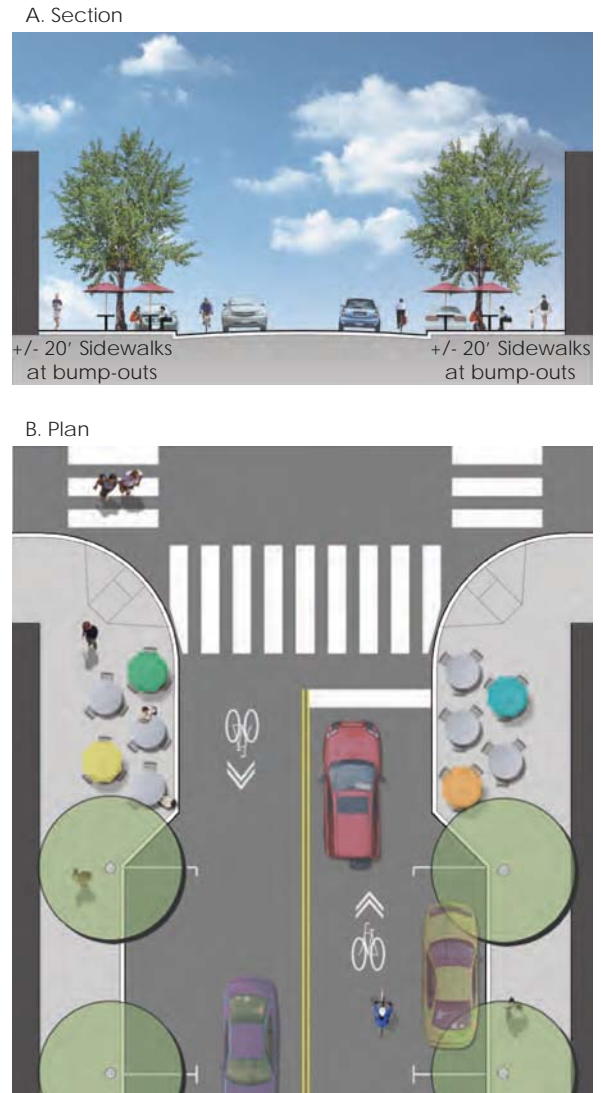 A. Section
+/- 20' Sidewalks
at bump-outs
+/- 20' Sidewalks
at bump-outs
B. Plan